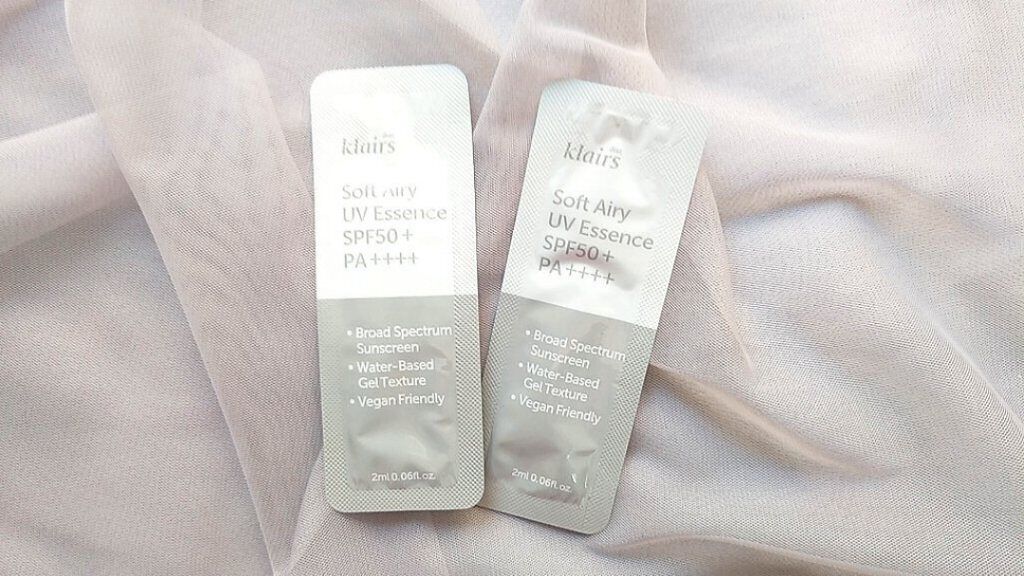 dear
klairs
Soft Airy
UV Essence
SPF50+
PA++++
• Broad Spectrum
Sunscreen
• Water-Based
Gel Texture
• Vegan Friendly
2ml 0.06fl.oz.
dear
klairs
Soft Airy
UV Essence
SPF50+
PA++++
• Broad Spectrum
Sunscreen
• Water-Based
Gel Texture
• Vegan Friendly
2ml 0.06fl.oz.